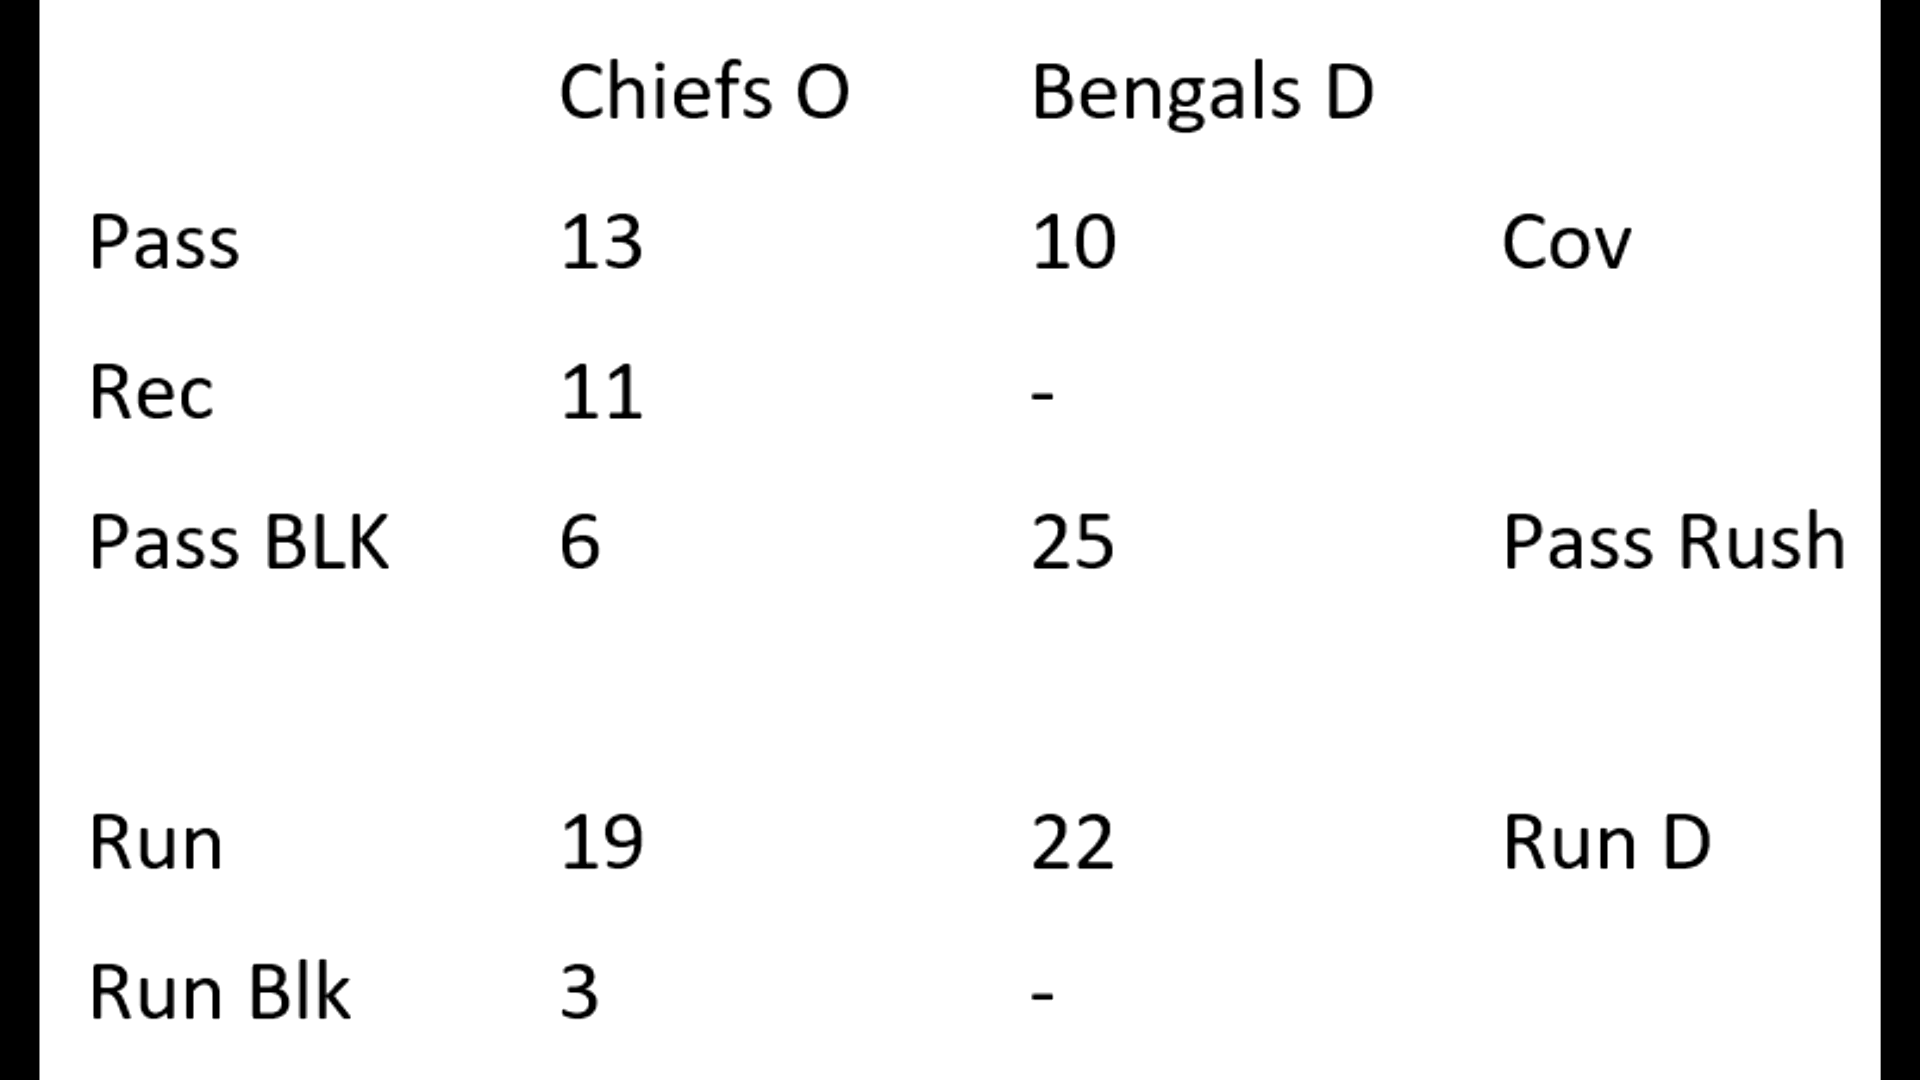 Chiefs O Bengals D
Pass 13 10 Cov
Rec 11 -
Pass BLK 6 25 Pass Rush
Run 19 22 Run D
Run Blk 3 -